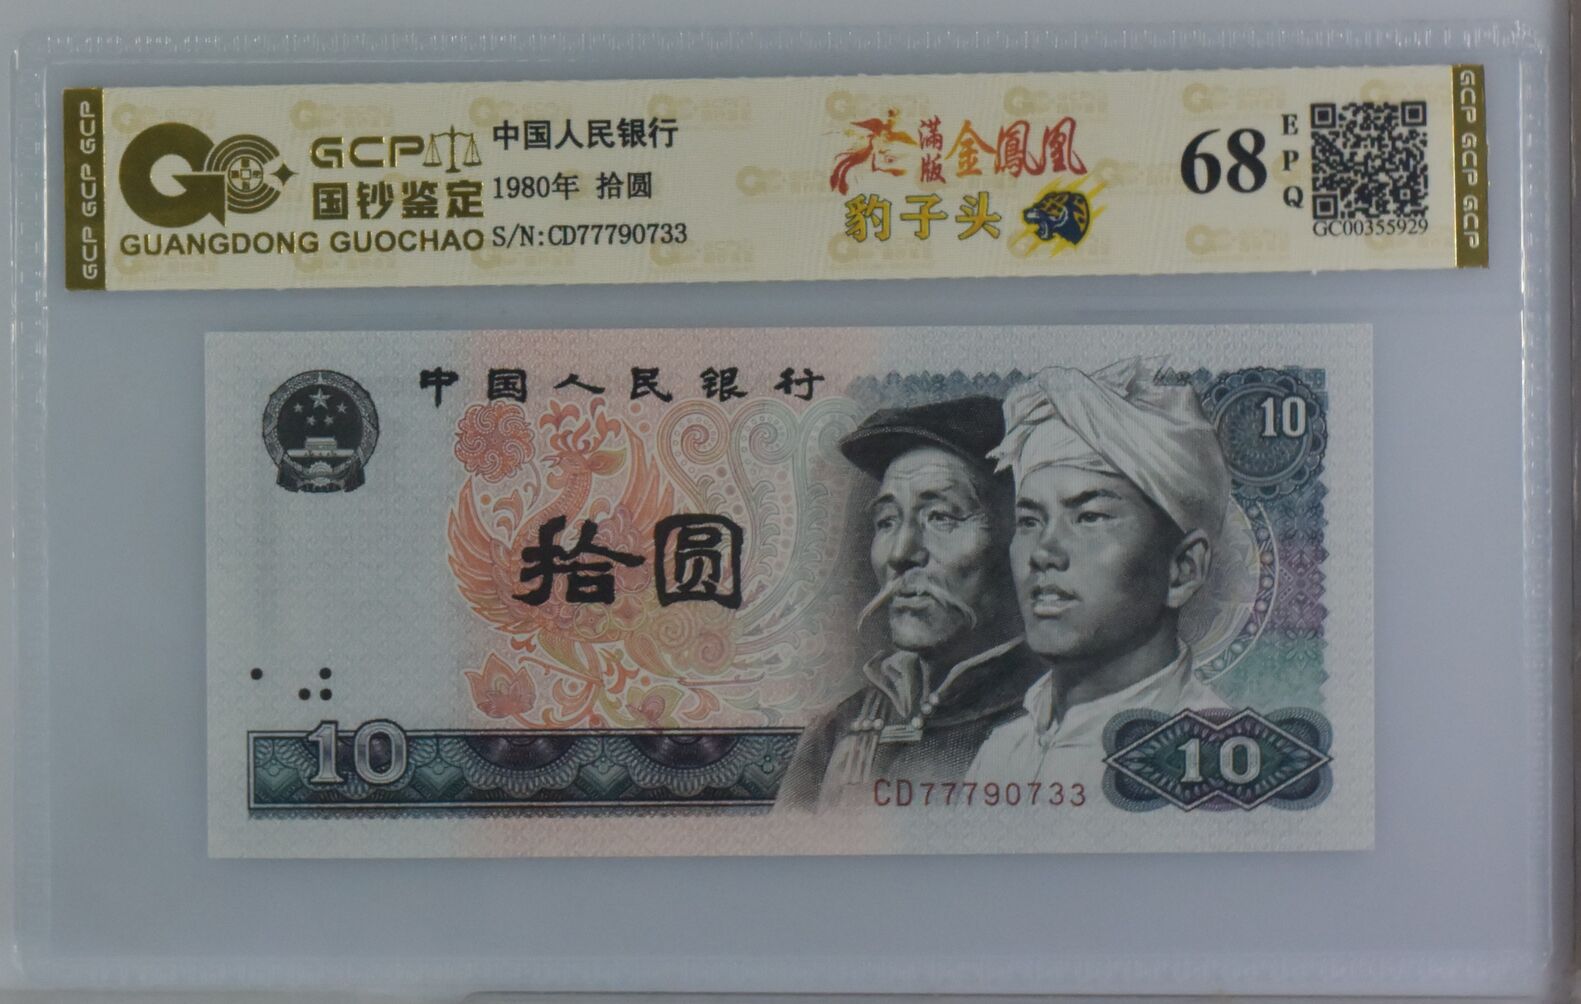 GCP GCP GCP
GCP
国钞鉴定
GUANGDONG GUOCHAO
中国人民银行
1980年 拾圆
S/N:CD77790733
满版金鳳凰
豹子头
68
EPQ
GC00355929
GCP GCP GCP
中国人民银行
10
拾圆
10
CD77790733
10